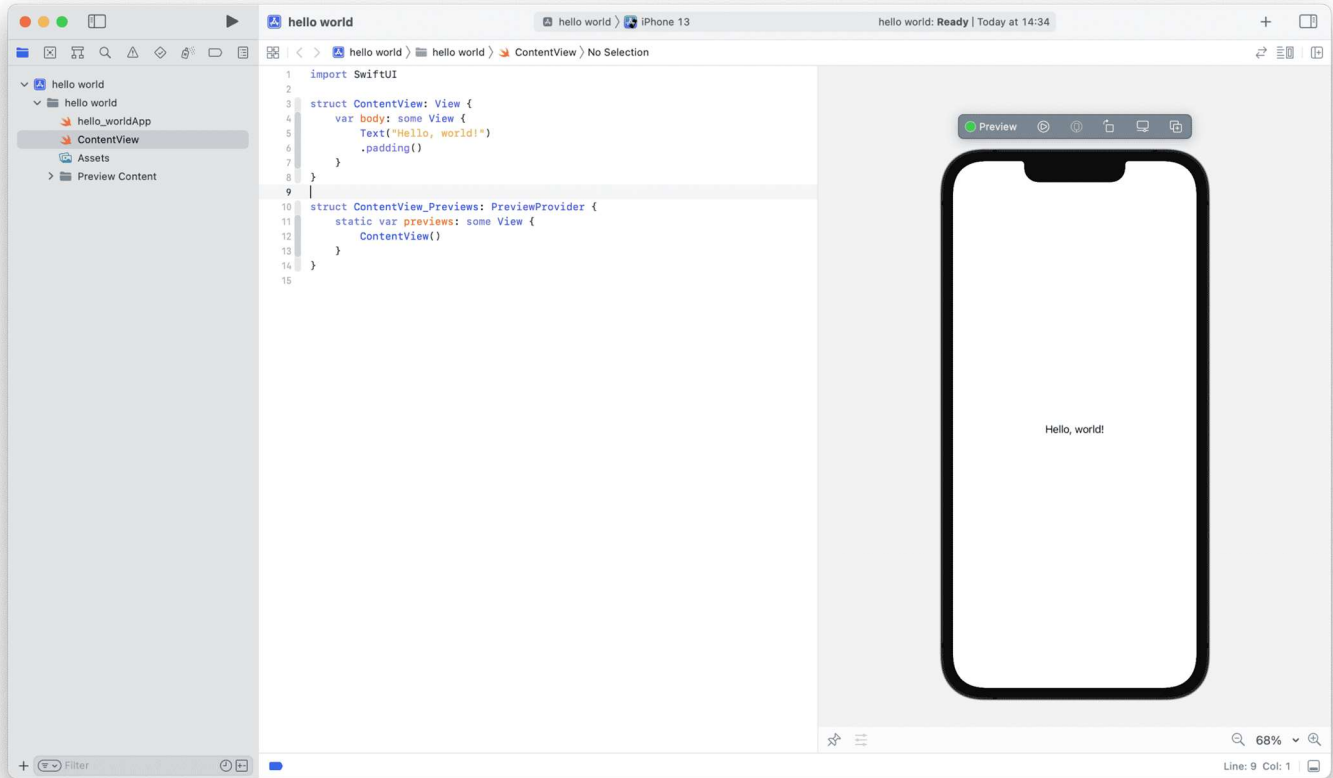 hello world
hello world 〉 iPhone 13
hello world: Ready | Today at 14:34
hello world 〉 hello world 〉 ContentView 〉 No Selection
hello world
hello world
hello_worldApp
ContentView
Assets
Preview Content
1 import SwiftUI
2
3 struct ContentView: View {
4     var body: some View {
5         Text("Hello, world!")
6         .padding()
7     }
8 }
9
10 struct ContentView_Previews: PreviewProvider {
11     static var previews: some View {
12         ContentView()
13     }
14 }
15
Preview
Hello, world!
68%
Filter
Line: 9 Col: 1